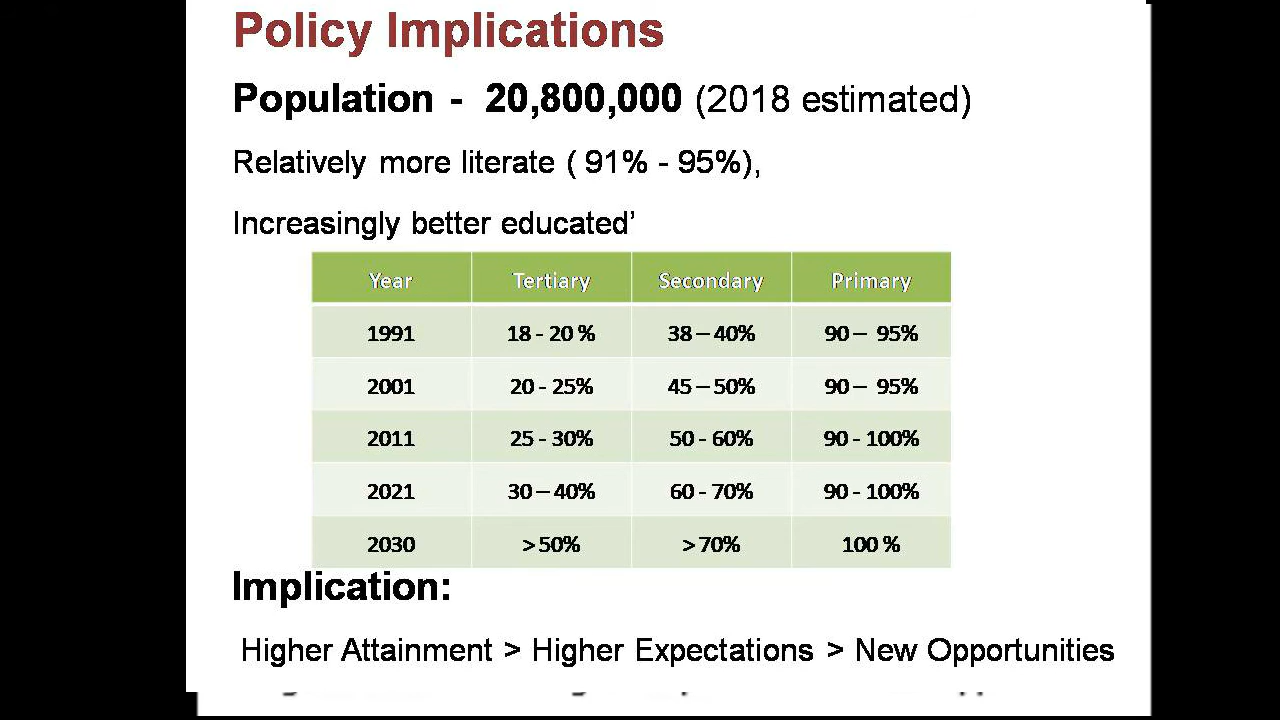 Policy Implications
Population - 20,800,000 (2018 estimated)
Relatively more literate ( 91% - 95%),
Increasingly better educated’
Year Tertiary Secondary Primary
1991 18 - 20 % 38 – 40% 90 – 95%
2001 20 - 25% 45 – 50% 90 – 95%
2011 25 - 30% 50 - 60% 90 - 100%
2021 30 – 40% 60 - 70% 90 - 100%
2030 > 50% > 70% 100 %
Implication:
Higher Attainment > Higher Expectations > New Opportunities